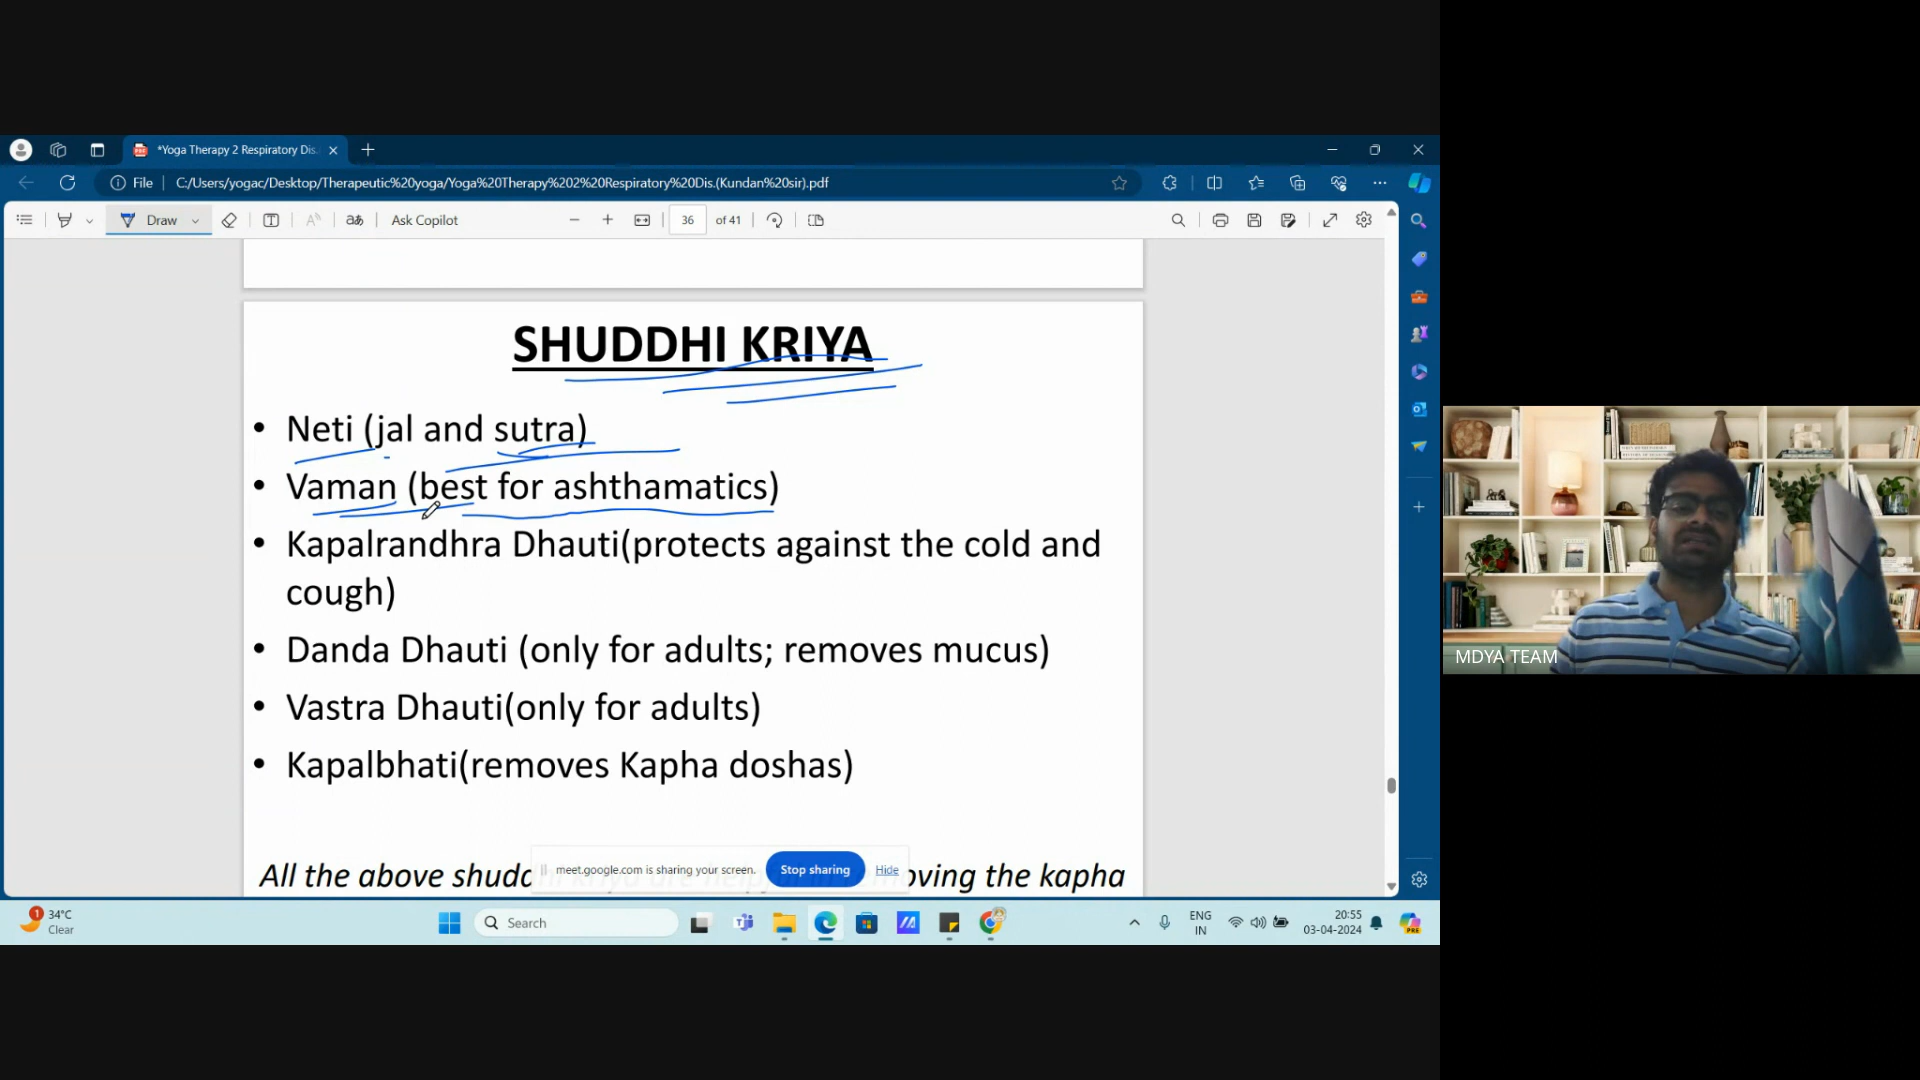 *Yoga Therapy 2 Respiratory Dis.
File
C:/Users/yogac/Desktop/Therapeutic%20yoga/Yoga%20Therapy%202%20Respiratory%20Dis.(Kundan%20sir).pdf
Draw
Ask Copilot
36 of 41
SHUDDHI KRIYA
• Neti (jal and sutra)
• Vaman (best for ashthamatics)
• Kapalrandhra Dhauti(protects against the cold and
cough)
• Danda Dhauti (only for adults; removes mucus)
• Vastra Dhauti(only for adults)
• Kapalbhati(removes Kapha doshas)
All the above
the kapha
meet.google.com is sharing your screen.
Stop sharing
Hide
MDYA TEAM
1
34°C
Clear
Search
ENG
IN
20:55
03-04-2024
PRE